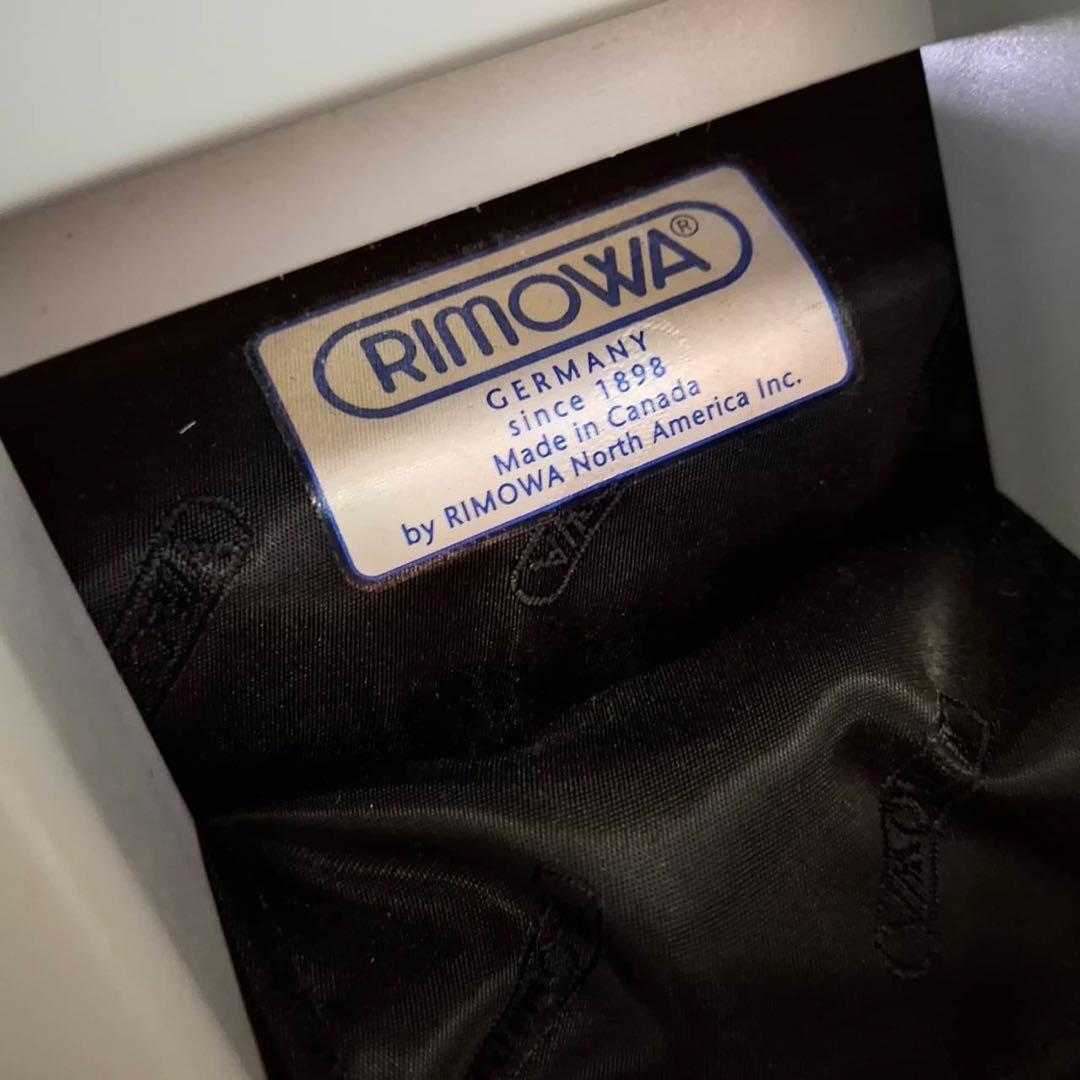 RIMOWA®
GERMANY
since 1898
Made in Canada
by RIMOWA North America Inc.